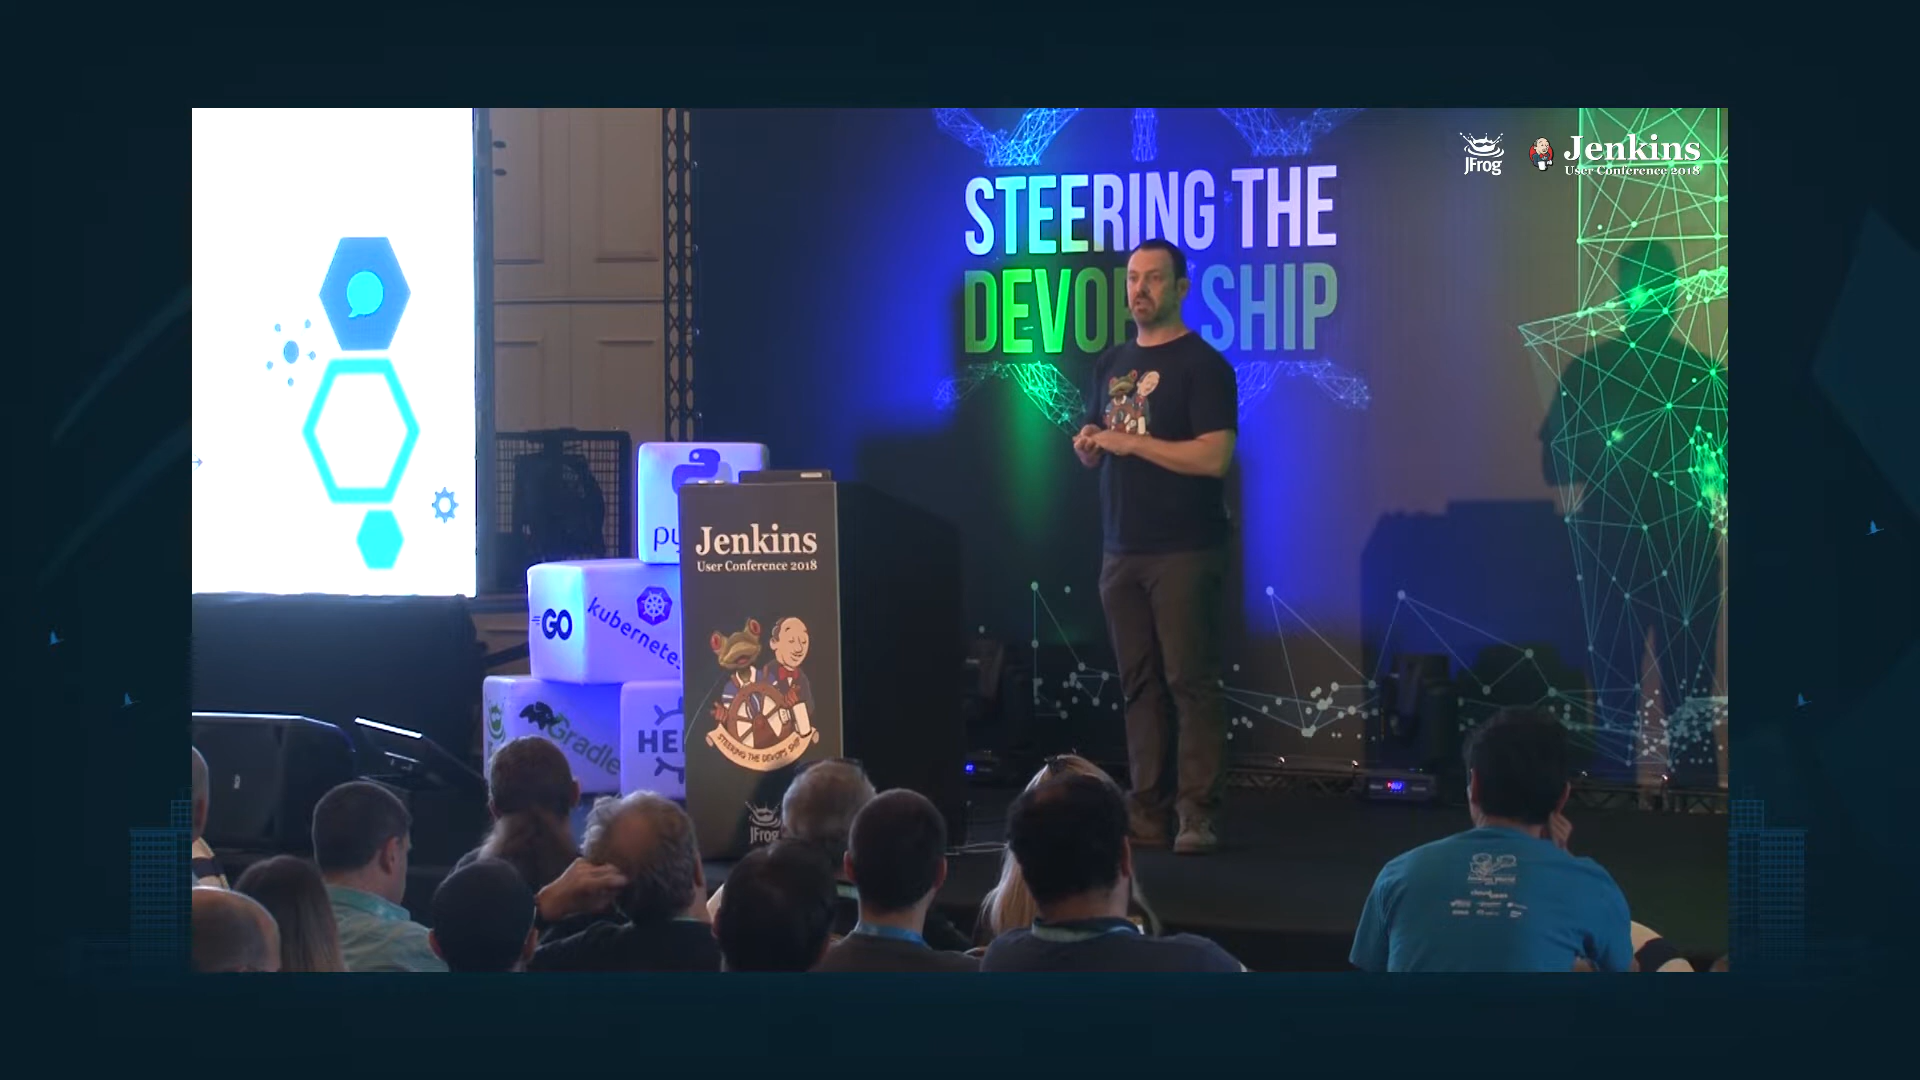 STEERING THE
DEVOP SHIP
JFrog
Jenkins
User Conference 2018
py
Jenkins
User Conference 2018
GO
kubernetes
Gradle
HE
STEERING THE DEVOPS SHIP
JFrog